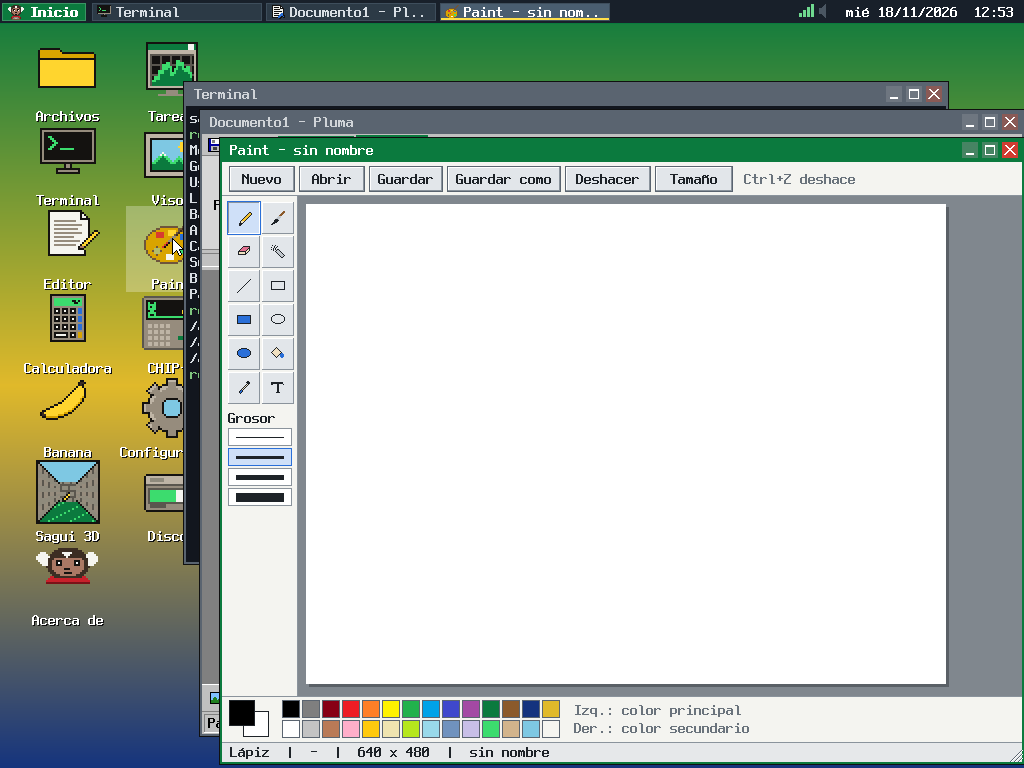 Inicio Terminal Documento1 - Pl.. Paint - sin nom.. mié 18/11/2026 12:53
Archivos
Terminal
Editor
Calculadora CHIP
Banana
Sagui 3D
Acerca de
Terminal
Documento1 - Pluma
Paint - sin nombre
Nuevo Abrir Guardar Guardar como Deshacer Tamaño Ctrl+Z deshace
T
Grosor
Izq.: color principal
Der.: color secundario
Lápiz | - | 640 x 480 | sin nombre